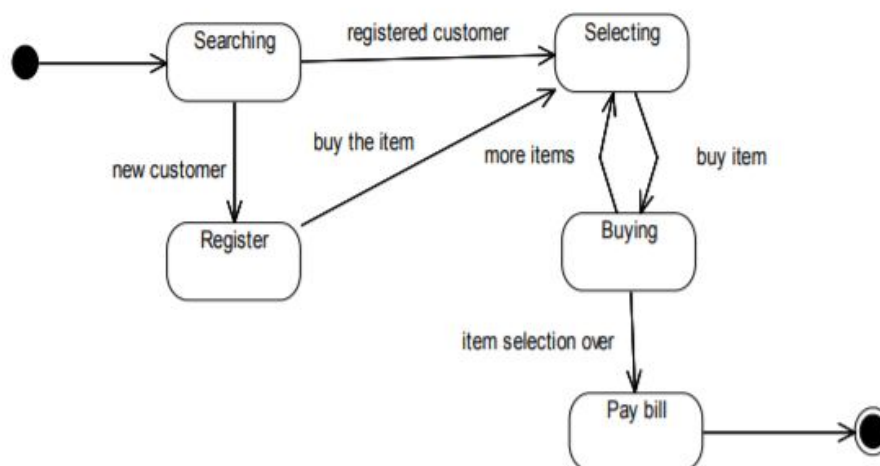 Searching
registered customer
Selecting
new customer
buy the item
more items
buy item
Register
Buying
item selection over
Pay bill